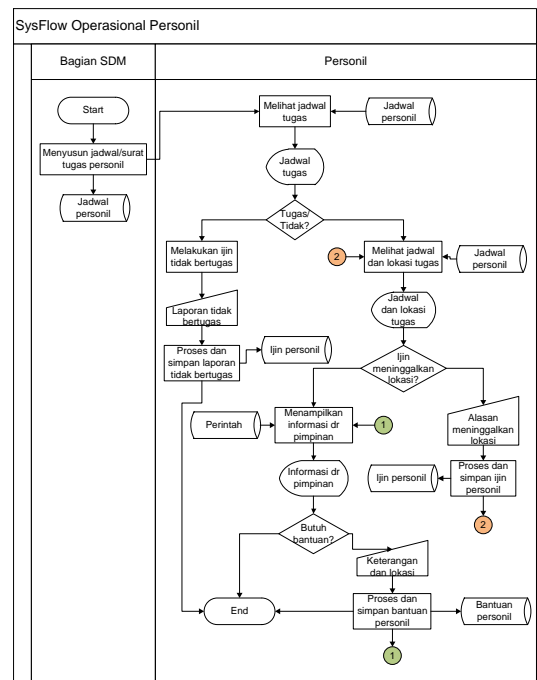 SysFlow Operasional Personil
Bagian SDM
Personil
Start
Menyusun jadwal/surat
tugas personil
Jadwal
personil
Melihat jadwal
tugas
Jadwal
personil
Jadwal
tugas
Tugas/
Tidak?
Melakukan ijin
tidak bertugas
2
Melihat jadwal
dan lokasi tugas
Jadwal
personil
Laporan tidak
bertugas
Jadwal
dan lokasi
tugas
Proses dan
simpan laporan
tidak bertugas
Ijin personil
Ijin
meninggalkan
lokasi?
Perintah
Menampilkan
informasi dr
pimpinan
1
Alasan
meninggalkan
lokasi
Informasi dr
pimpinan
Ijin personil
Proses dan
simpan ijin
personil
2
Butuh
bantuan?
Keterangan
dan lokasi
End
Proses dan
simpan bantuan
personil
Bantuan
personil
1